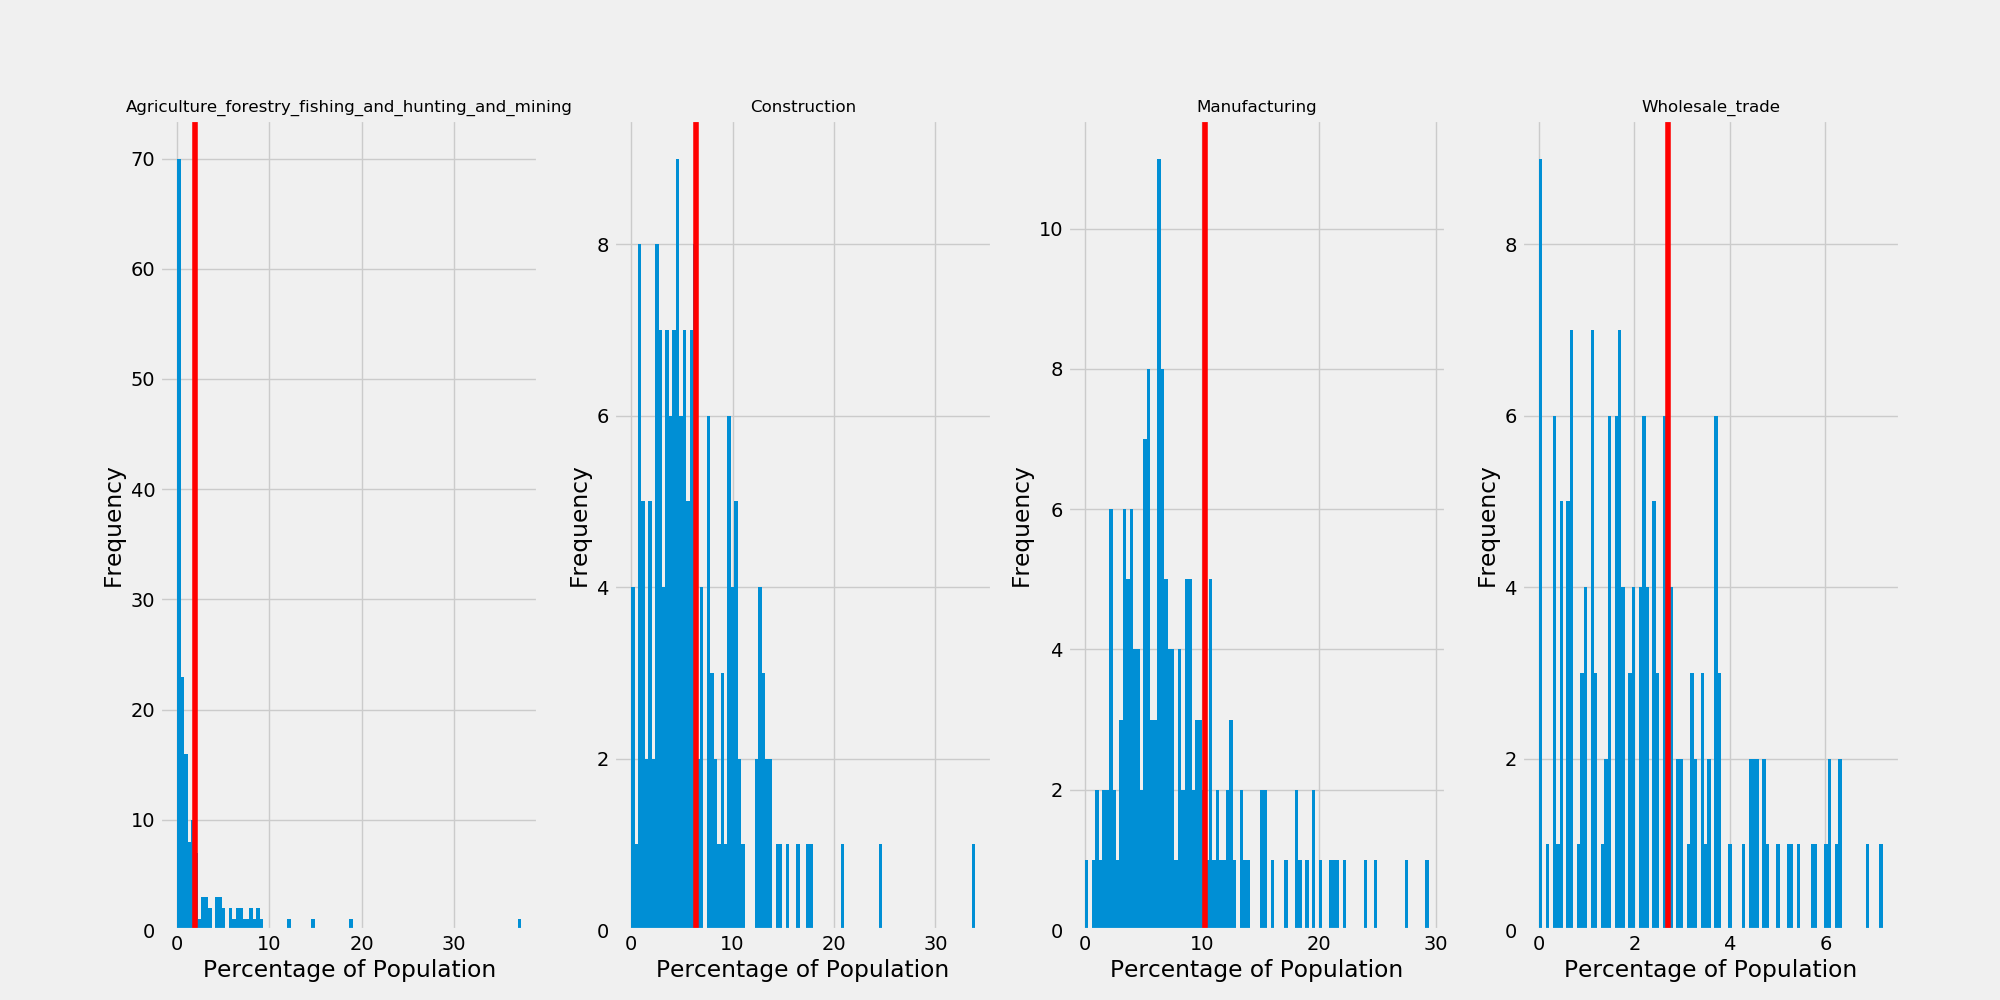 Agriculture_forestry_fishing_and_hunting_and_mining
Construction
Manufacturing
Wholesale_trade
Frequency
70
60
50
40
30
20
10
0
0 10 20 30
Percentage of Population
Frequency
8
6
4
2
0
0 10 20 30
Percentage of Population
Frequency
10
8
6
4
2
0
0 10 20 30
Percentage of Population
Frequency
8
6
4
2
0
0 2 4 6
Percentage of Population